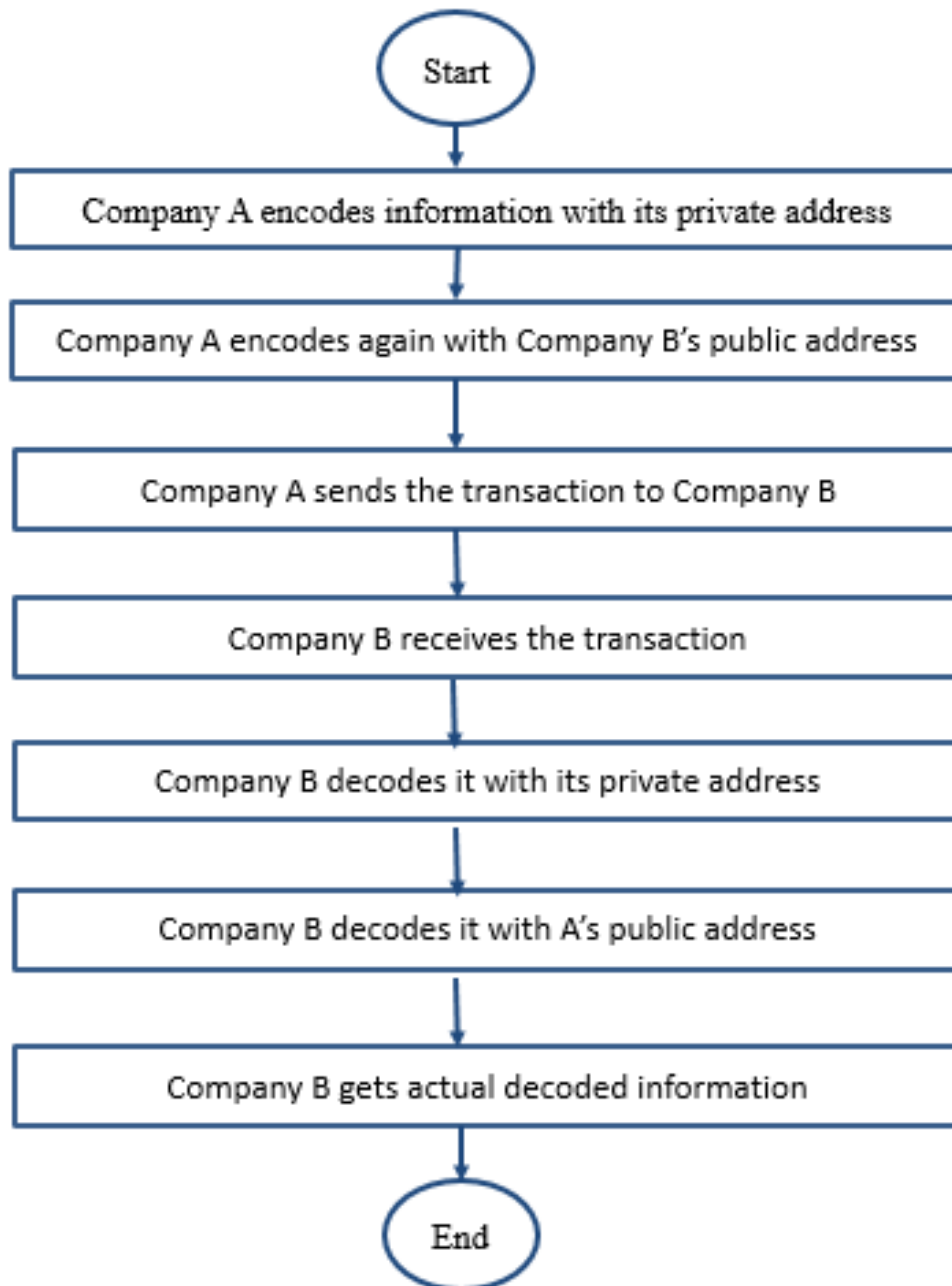 Start
Company A encodes information with its private address
Company A encodes again with Company B’s public address
Company A sends the transaction to Company B
Company B receives the transaction
Company B decodes it with its private address
Company B decodes it with A’s public address
Company B gets actual decoded information
End